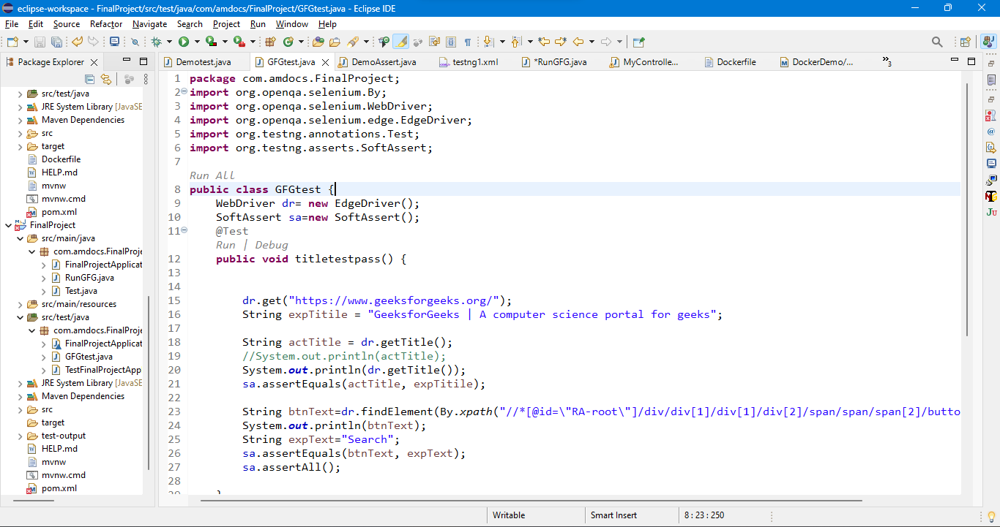 eclipse-workspace - FinalProject/src/test/java/com/amdocs/FinalProject/GFGtest.java - Eclipse IDE
File Edit Source Refactor Navigate Search Project Run Window Help
Package Explorer
Demotest.java GFGtest.java DemoAssert.java testng1.xml *RunGFG.java MyControlle... Dockerfile DockerDemo/... »3
src/test/java
JRE System Library [JavaSE
Maven Dependencies
src
target
Dockerfile
HELP.md
mvnw
mvnw.cmd
pom.xml
FinalProject
src/main/java
com.amdocs.FinalProje
FinalProjectApplicat
RunGFG.java
Test.java
src/main/resources
src/test/java
com.amdocs.FinalProje
FinalProjectApplicat
GFGtest.java
TestFinalProjectApp
JRE System Library [JavaSE
Maven Dependencies
src
target
test-output
HELP.md
mvnw
mvnw.cmd
pom.xml
1 package com.amdocs.FinalProject;
2 import org.openqa.selenium.By;
3 import org.openqa.selenium.WebDriver;
4 import org.openqa.selenium.edge.EdgeDriver;
5 import org.testng.annotations.Test;
6 import org.testng.asserts.SoftAssert;
7
Run All
8 public class GFGtest {
9 WebDriver dr= new EdgeDriver();
10 SoftAssert sa=new SoftAssert();
11 @Test
Run | Debug
12 public void titletestpass() {
13
14
15 dr.get("https://www.geeksforgeeks.org/");
16 String expTitile = "GeeksforGeeks | A computer science portal for geeks";
17
18 String actTitle = dr.getTitle();
19 //System.out.println(actTitle);
20 System.out.println(dr.getTitle());
21 sa.assertEquals(actTitle, expTitile);
22
23 String btnText=dr.findElement(By.xpath("//*[@id=\"RA-root\"]/div/div[1]/div[1]/div[2]/span/span/span[2]/butto
24 System.out.println(btnText);
25 String expText="Search";
26 sa.assertEquals(btnText, expText);
27 sa.assertAll();
28
29 }
Writable Smart Insert 8 : 23 : 250